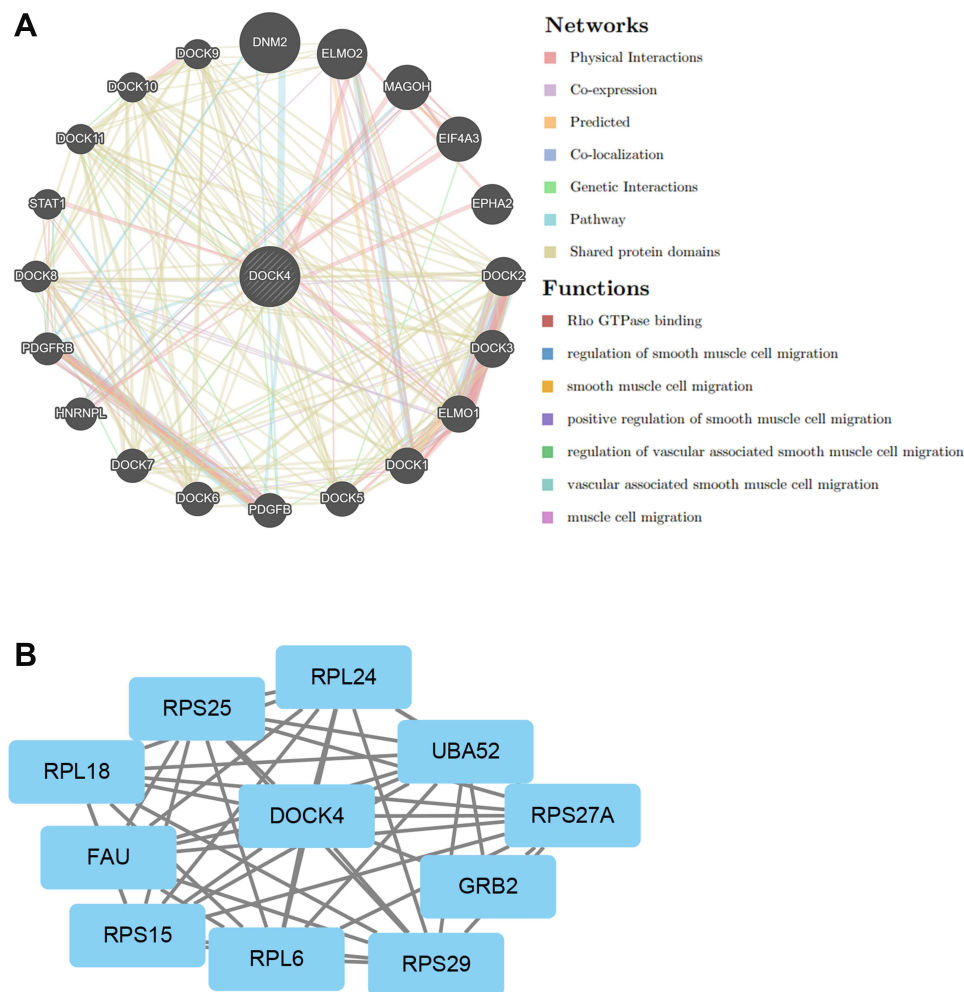 A
DNM2
ELMO2
MAGOH
EIF4A3
EPHA2
DOCK2
DOCK3
ELMO1
DOCK1
DOCK5
PDGFB
DOCK6
DOCK7
HNRNPL
PDGFRB
DOCK8
STAT1
DOCK11
DOCK10
DOCK9
DOCK4
Networks
Physical Interactions
Co-expression
Predicted
Co-localization
Genetic Interactions
Pathway
Shared protein domains
Functions
Rho GTPase binding
regulation of smooth muscle cell migration
smooth muscle cell migration
positive regulation of smooth muscle cell migration
regulation of vascular associated smooth muscle cell migration
vascular associated smooth muscle cell migration
muscle cell migration
B
RPL24
RPS25
UBA52
RPL18
DOCK4
RPS27A
FAU
GRB2
RPS15
RPL6
RPS29